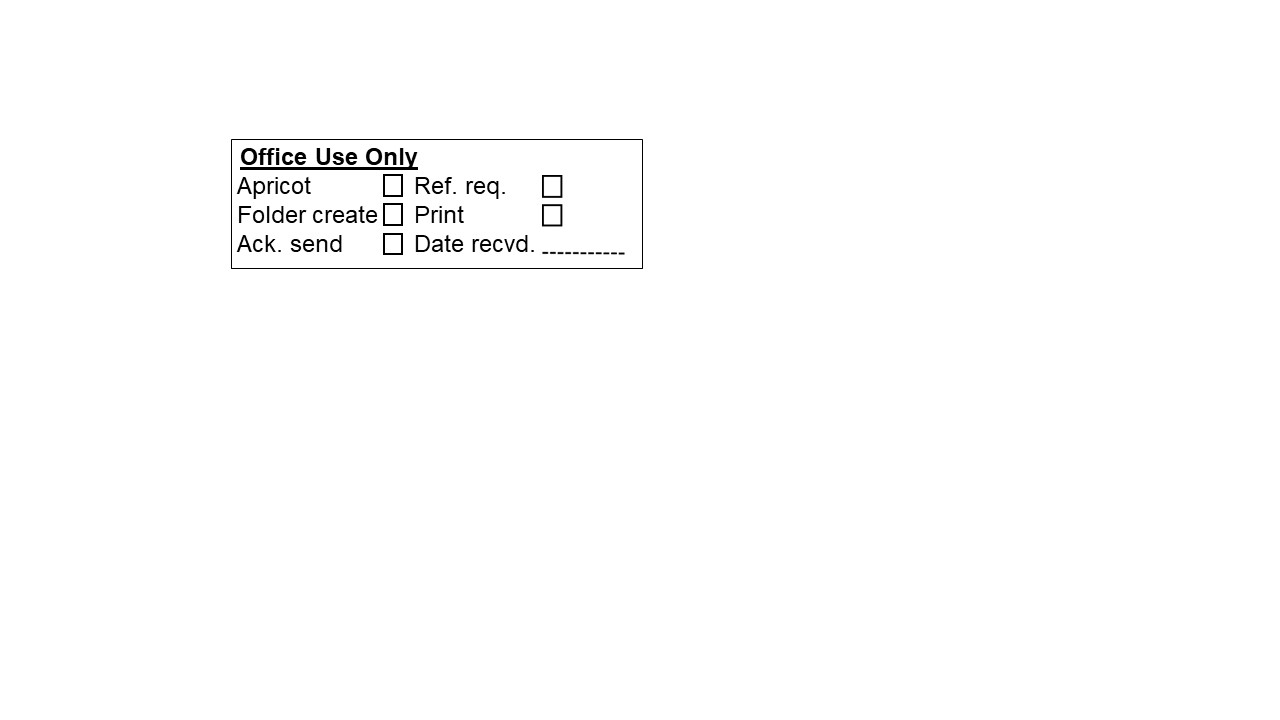 Office Use Only
Apricot ☐ Ref. req. ☐
Folder create ☐ Print ☐
Ack. send ☐ Date recvd. -----------